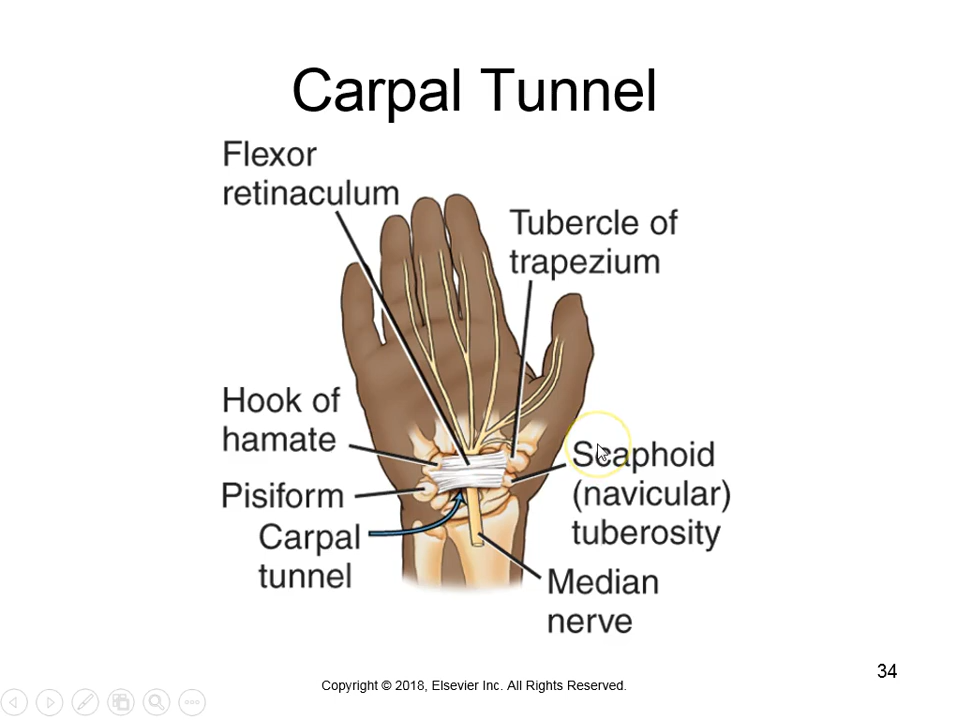 Carpal Tunnel
Flexor
retinaculum
Tubercle of
trapezium
Hook of
hamate
Pisiform
Carpal
tunnel
Scaphoid
(navicular)
tuberosity
Median
nerve
34
Copyright © 2018, Elsevier Inc. All Rights Reserved.